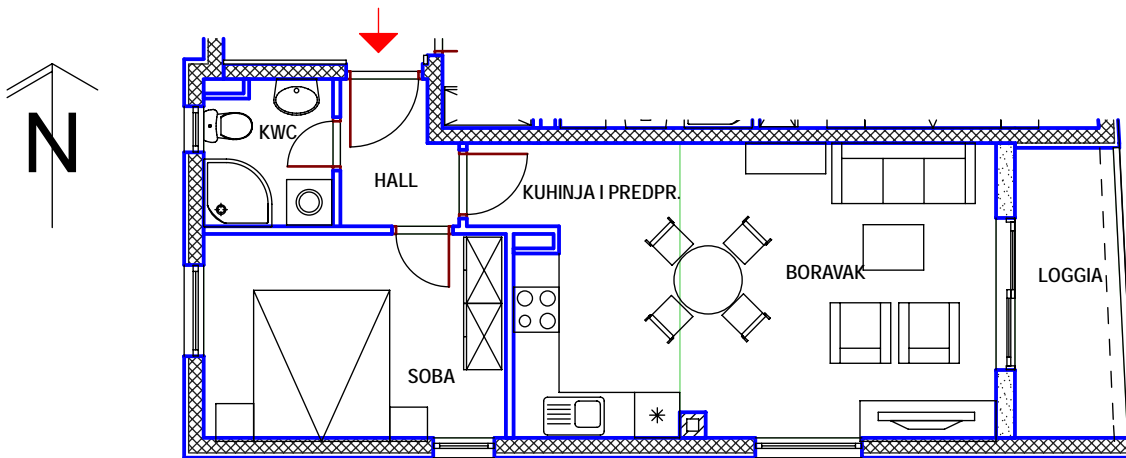 N
KWC
HALL
KUHINJA I PREDPR.
BORAVAK
LOGGIA
SOBA